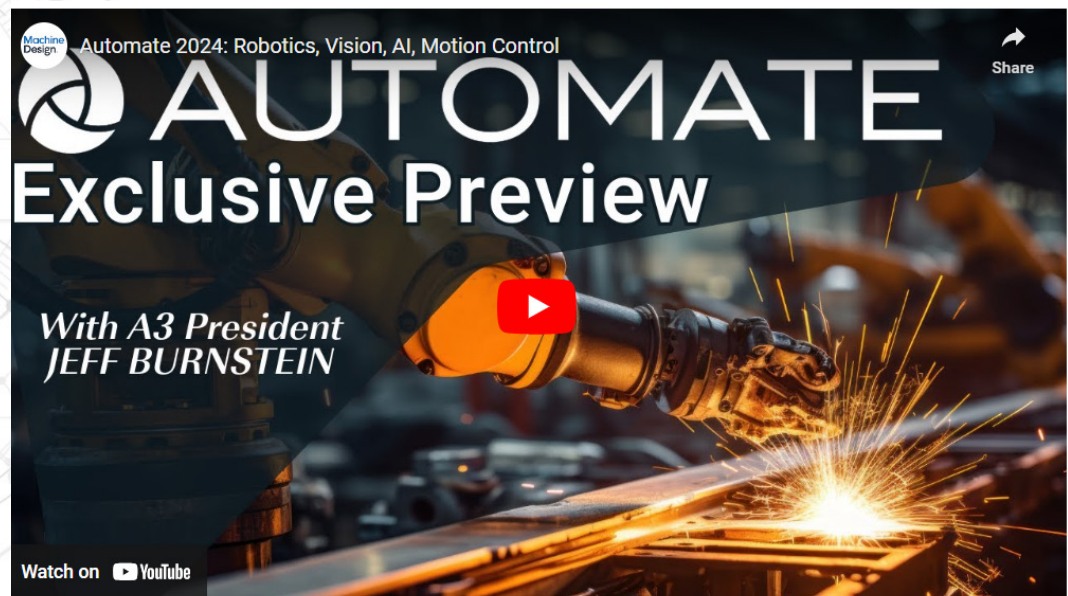 Machine
Design.
Automate 2024: Robotics, Vision, AI, Motion Control
Share
AUTOMATE
Exclusive Preview
With A3 President
JEFF BURNSTEIN
Watch on YouTube